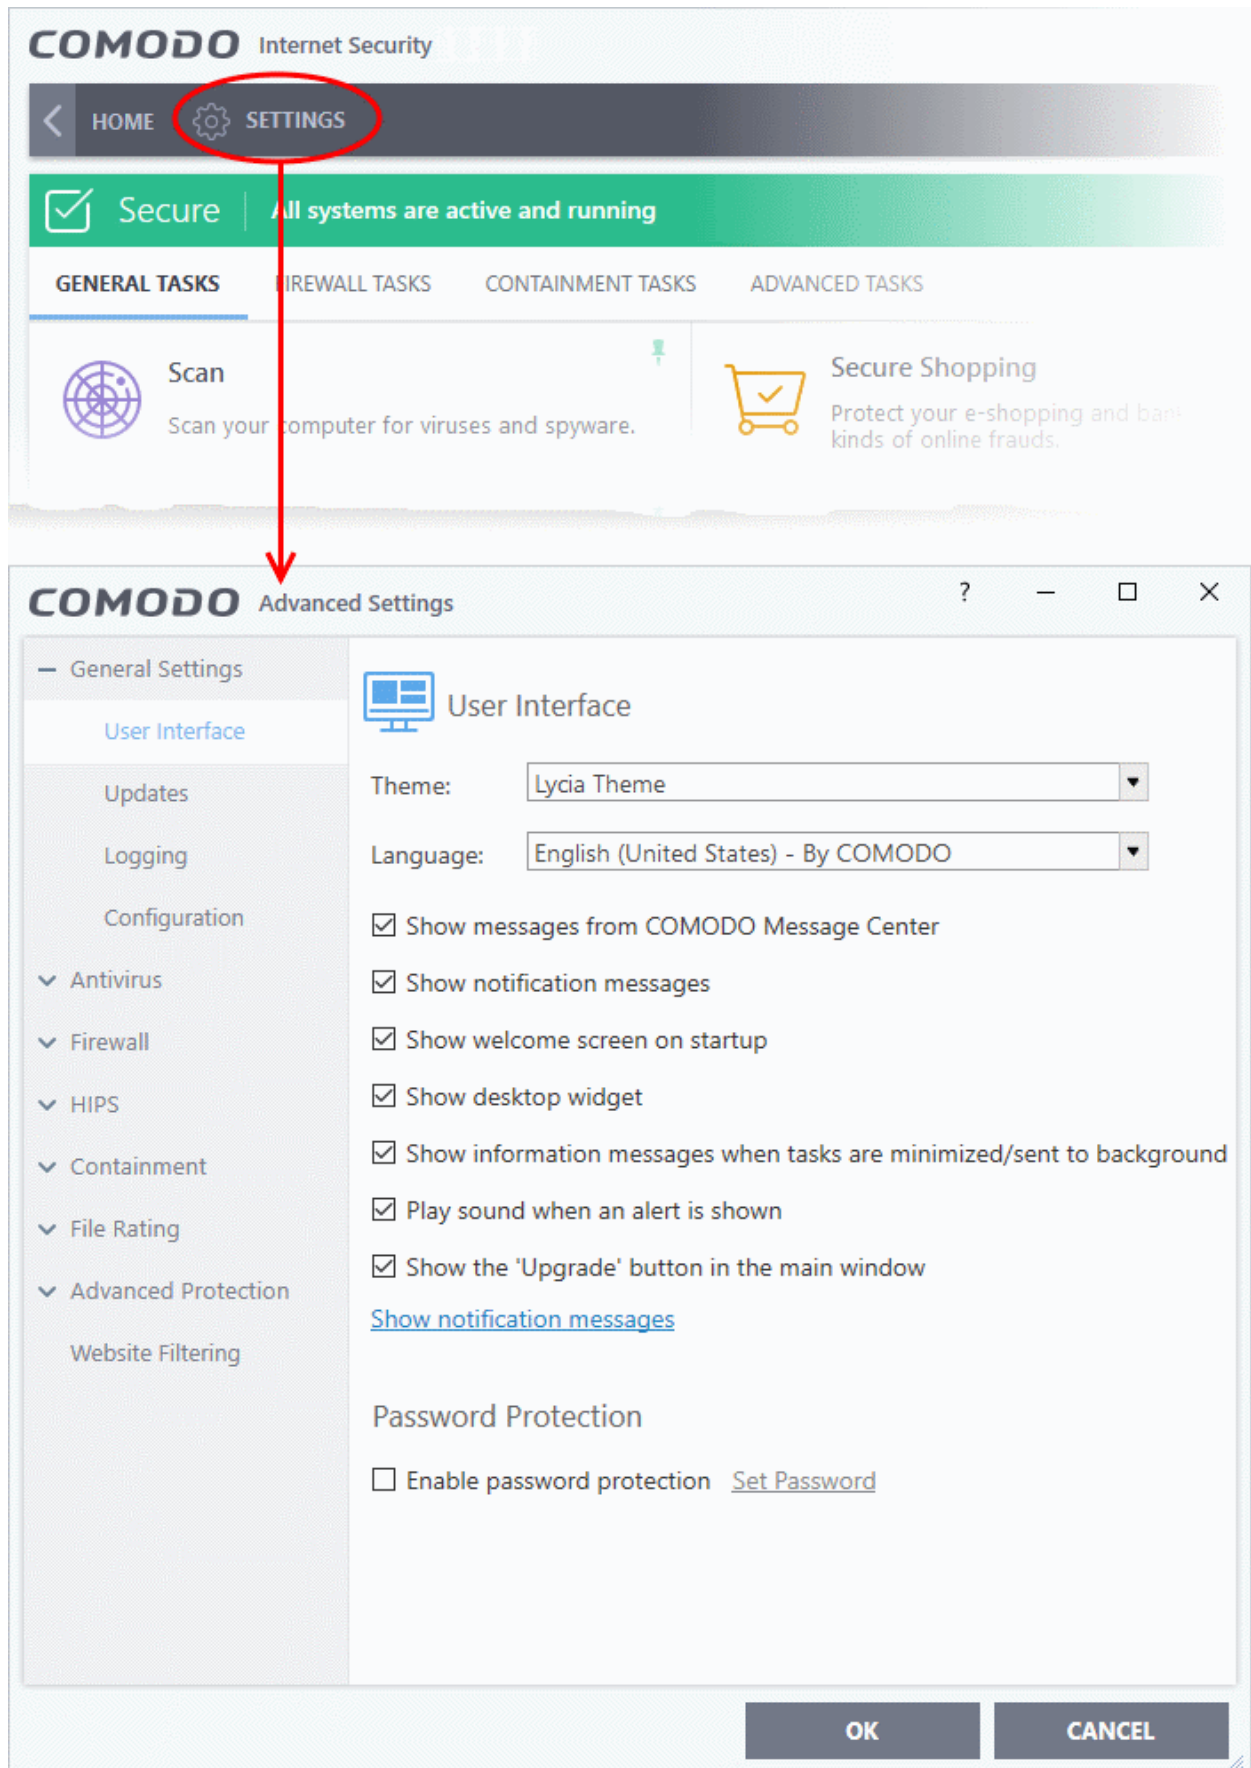 COMODO Internet Security
HOME SETTINGS
Secure All systems are active and running
GENERAL TASKS FIREWALL TASKS CONTAINMENT TASKS ADVANCED TASKS
Scan
Scan your computer for viruses and spyware.
Secure Shopping
Protect your e-shopping and
kinds of online frauds.
COMODO Advanced Settings ?
General Settings
User Interface
Updates
Logging
Configuration
Antivirus
Firewall
HIPS
Containment
File Rating
Advanced Protection
Website Filtering
User Interface
Theme: Lycia Theme
Language: English (United States) - By COMODO
Show messages from COMODO Message Center
Show notification messages
Show welcome screen on startup
Show desktop widget
Show information messages when tasks are minimized/sent to background
Play sound when an alert is shown
Show the 'Upgrade' button in the main window
Show notification messages
Password Protection
Enable password protection Set Password
OK CANCEL